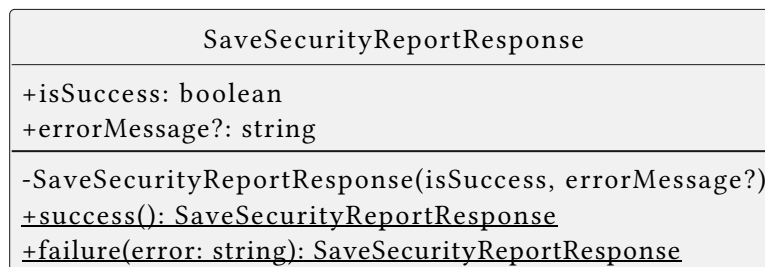 SaveSecurityReportResponse
+isSuccess: boolean
+errorMessage?: string
-SaveSecurityReportResponse(isSuccess, errorMessage?)
+success(): SaveSecurityReportResponse
+failure(error: string): SaveSecurityReportResponse